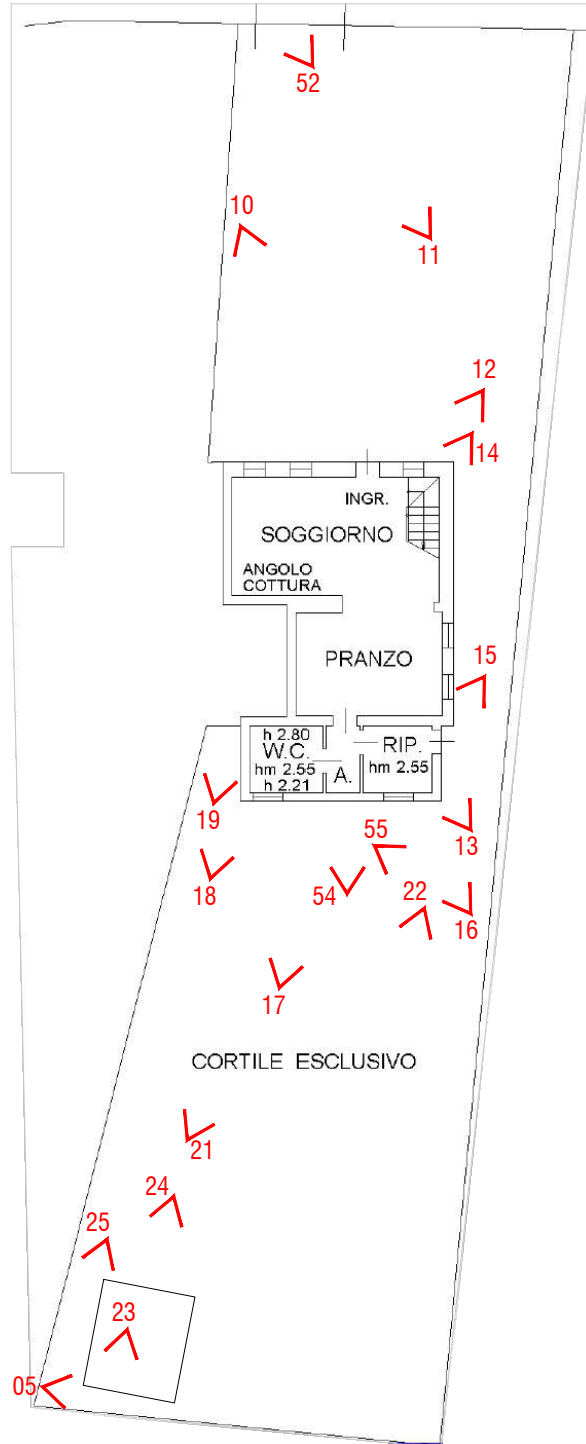 52
10
11
12
14
INGR.
SOGGIORNO
ANGOLO
COTTURA
PRANZO
15
h 2.80
W.C.
hm 2.55
h 2.21
A.
RIP.
hm 2.55
19
13
55
18
54
22
16
17
CORTILE ESCLUSIVO
21
24
25
23
05